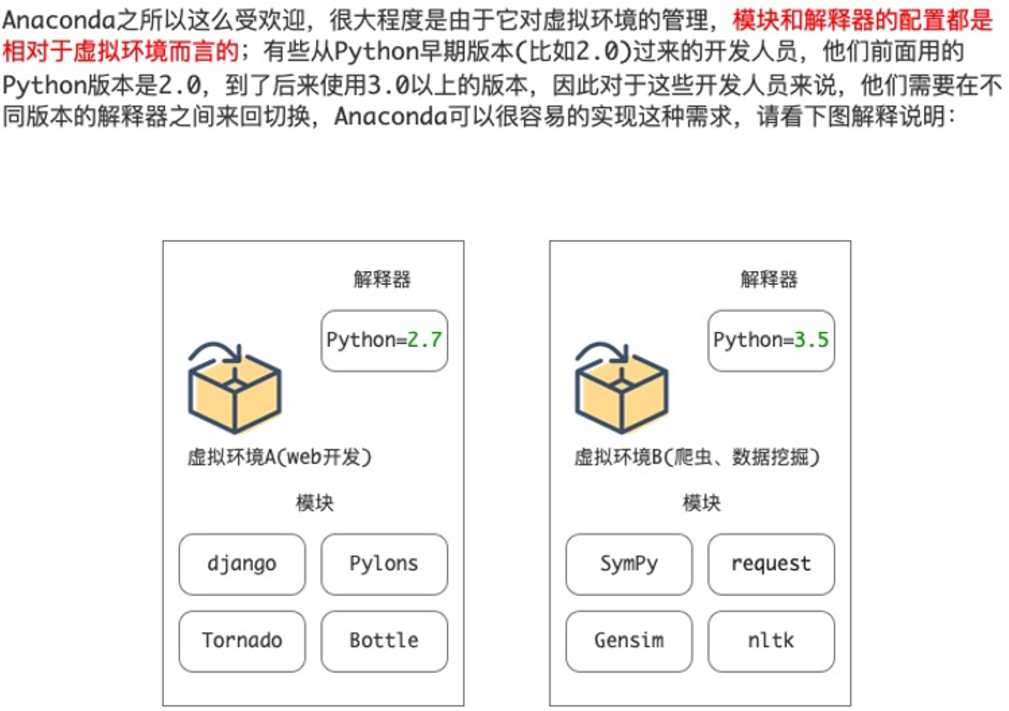 Anaconda之所以这么受欢迎，很大程度是由于它对虚拟环境的管理，模块和解释器的配置都是
相对于虚拟环境而言的；有些从Python早期版本(比如2.0)过来的开发人员，他们前面用的
Python版本是2.0，到了后来使用3.0以上的版本，因此对于这些开发人员来说，他们需要在不
同版本的解释器之间来回切换，Anaconda可以很容易的实现这种需求，请看下图解释说明：
解释器
Python=2.7
虚拟环境A(web开发)
模块
django
Pylons
Tornado
Bottle
解释器
Python=3.5
虚拟环境B(爬虫、数据挖掘)
模块
SymPy
request
Gensim
nltk